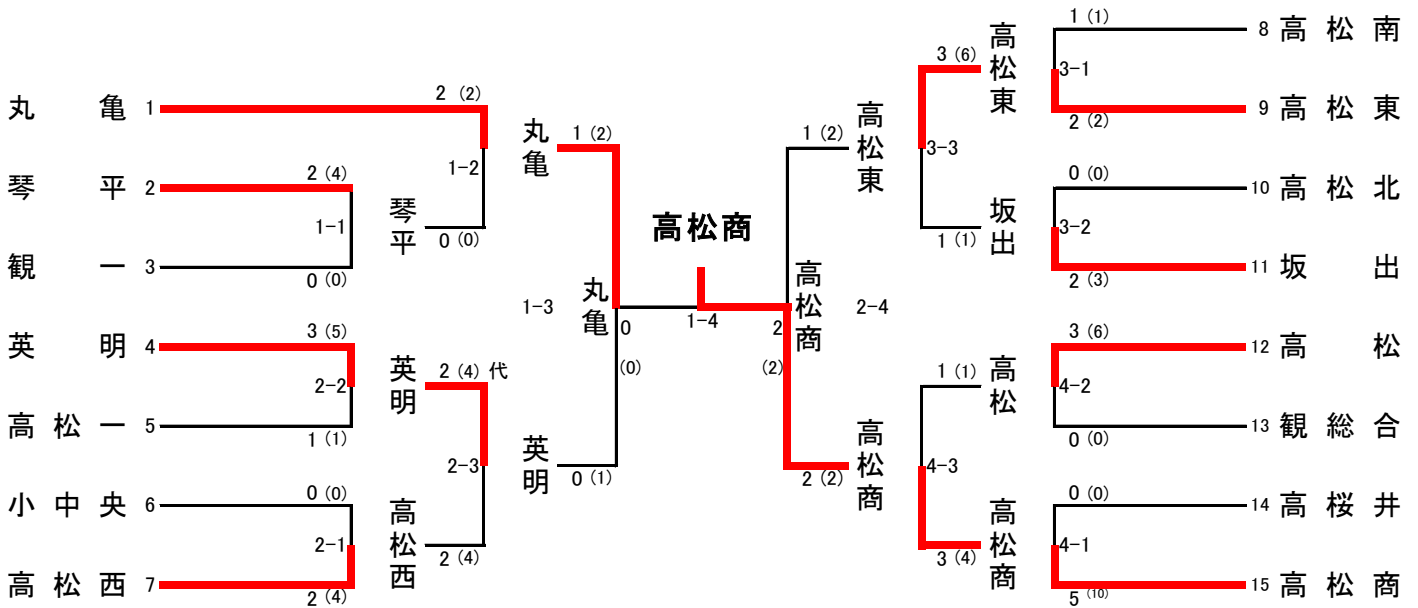 丸亀 1
琴平 2
観一 3
英明 4
高松一 5
小中央 6
高松西 7
2 (2)
2 (4)
1-1
0 (0)
3 (5)
2-2
1 (1)
0 (0)
2-1
2 (4)
1-2
琴平
0 (0)
英明
2 (4) 代
2-3
高松西
2 (4)
丸亀
1 (2)
1-3
丸亀
英明
0 (1)
0
(0)
高松商
1-4
2
(2)
高松商
2-4
1 (2)
高松東
高松商
2 (2)
3 (6)
高松東
3-3
坂出
1 (1)
1 (1)
高松
4-3
高松商
3 (4)
1 (1)
3-1
2 (2)
0 (0)
3-2
2 (3)
3 (6)
4-2
0 (0)
0 (0)
4-1
5 (10)
8 高松南
9 高松東
10 高松北
11 坂出
12 高松
13 観総合
14 高桜井
15 高松商